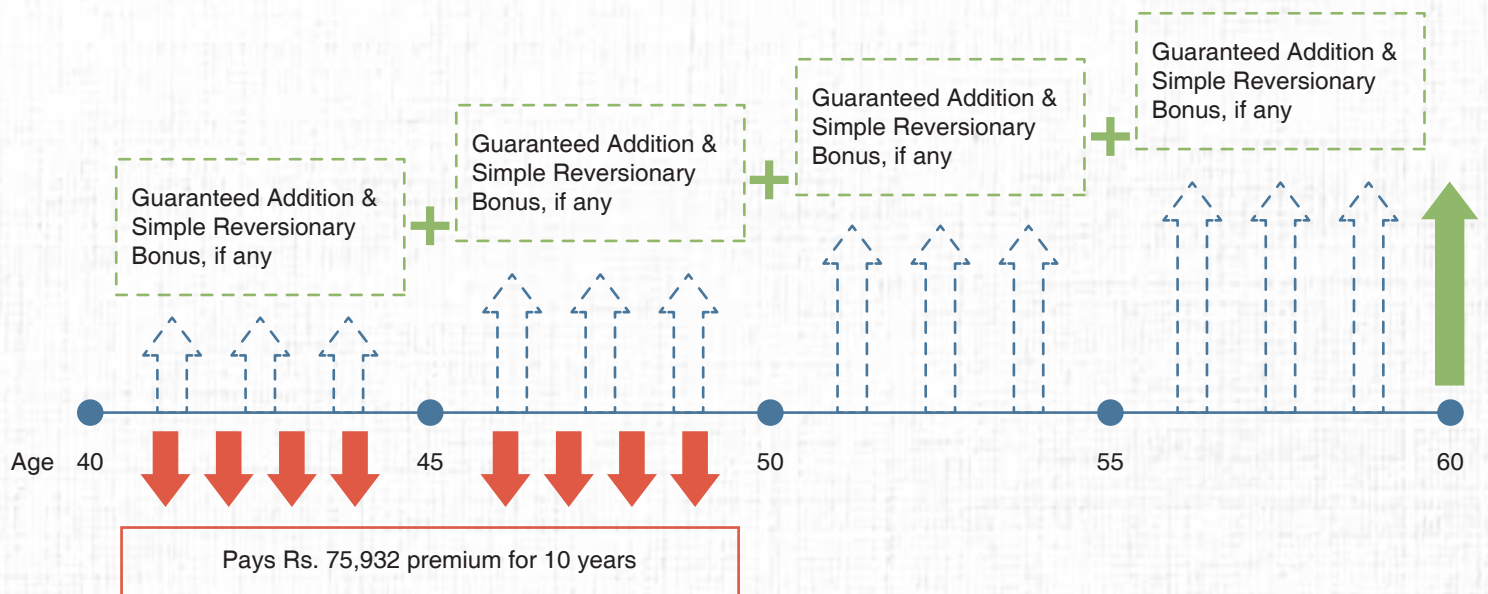 Guaranteed Addition &
Simple Reversionary
Bonus, if any
+
Guaranteed Addition &
Simple Reversionary
Bonus, if any
+
Guaranteed Addition &
Simple Reversionary
Bonus, if any
+
Guaranteed Addition &
Simple Reversionary
Bonus, if any
Age 40 45 50 55 60
Pays Rs. 75,932 premium for 10 years